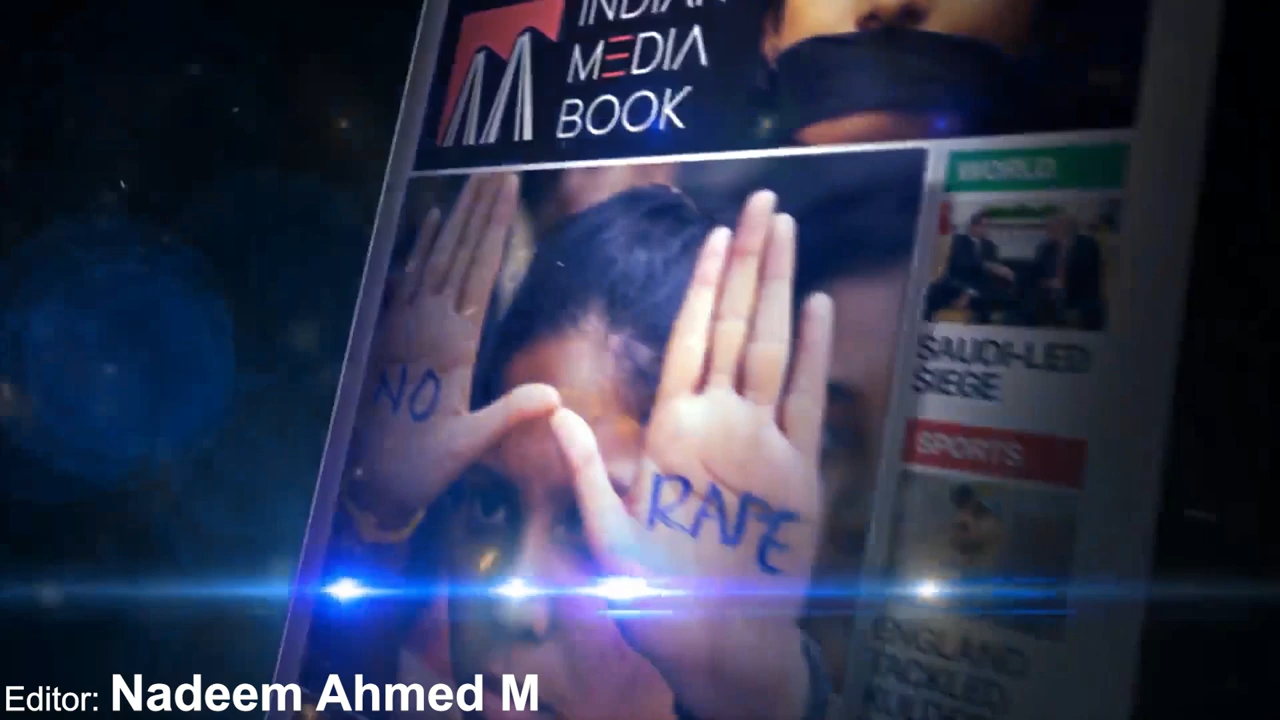 INDIAN
MEDIA
BOOK
WORLD
SAUDI-LED
SIEGE
NO
SPORTS
RAPE
ENGLAND
TACKLED
Editor: Nadeem Ahmed M